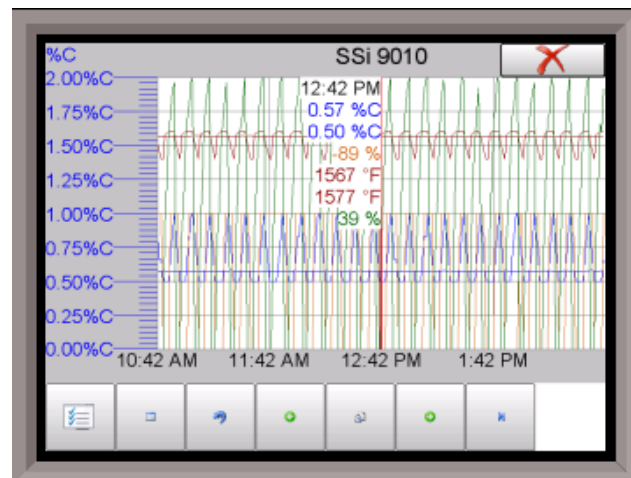 %C
SSi 9010
2.00%C
1.75%C
1.50%C
1.25%C
1.00%C
0.75%C
0.50%C
0.25%C
0.00%C
12:42 PM
0.57 %C
0.50 %C
-89 %
1567 °F
1577 °F
39 %
10:42 AM 11:42 AM 12:42 PM 1:42 PM